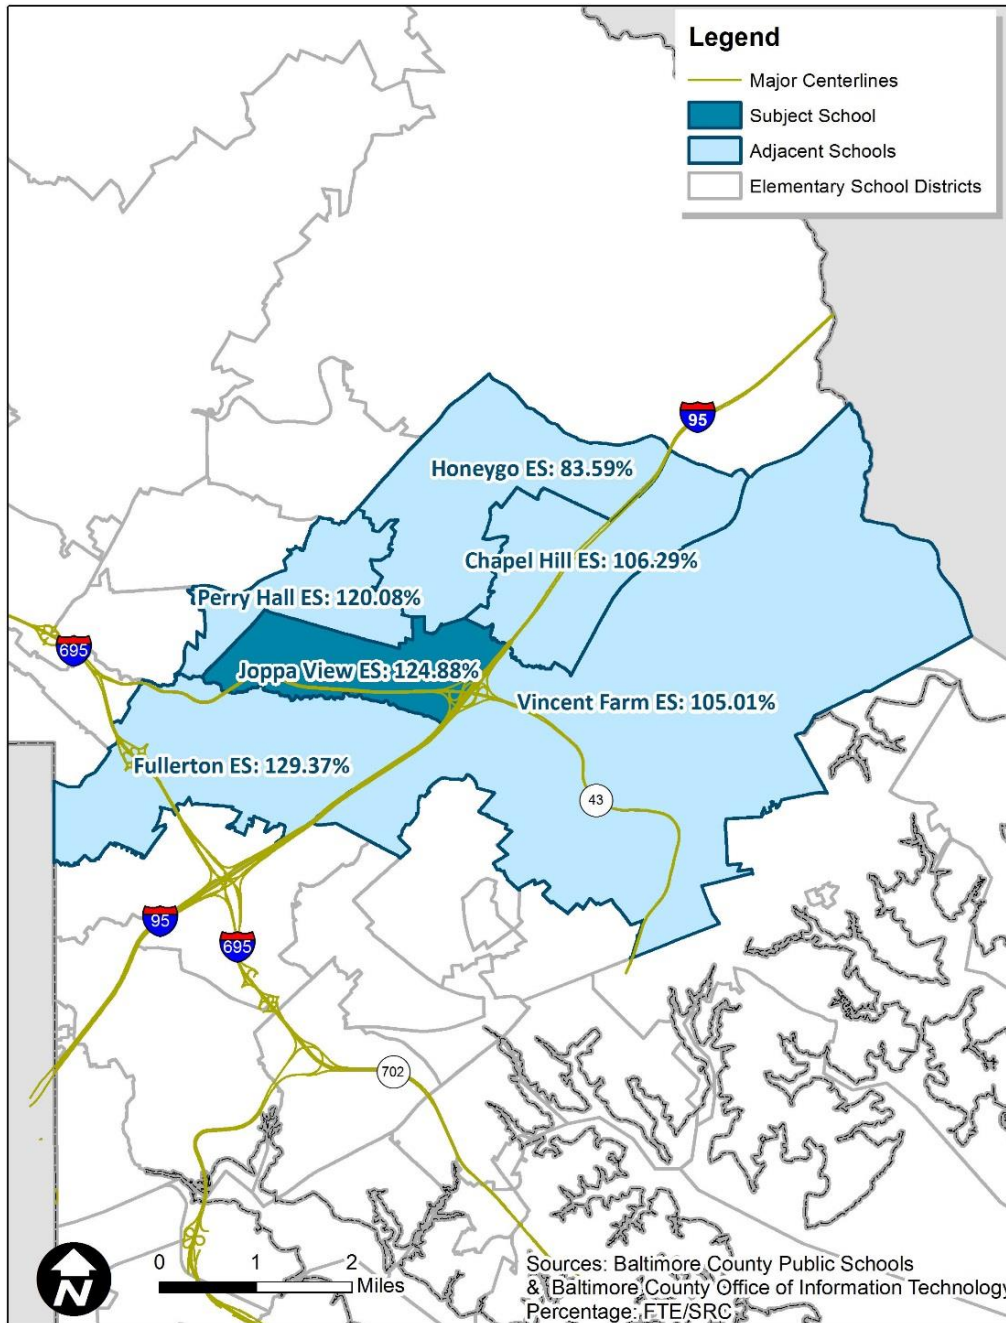 Legend
Major Centerlines
Subject School
Adjacent Schools
Elementary School Districts
95
Honeygo ES: 83.59%
Chapel Hill ES: 106.29%
Perry Hall ES: 120.08%
695
Joppa View ES: 124.88%
Vincent Farm ES: 105.01%
Fullerton ES: 129.37%
43
95
695
702
N
0 1 2
Miles
Sources: Baltimore County Public Schools
& Baltimore County Office of Information Technology
Percentage: FTE/SRC